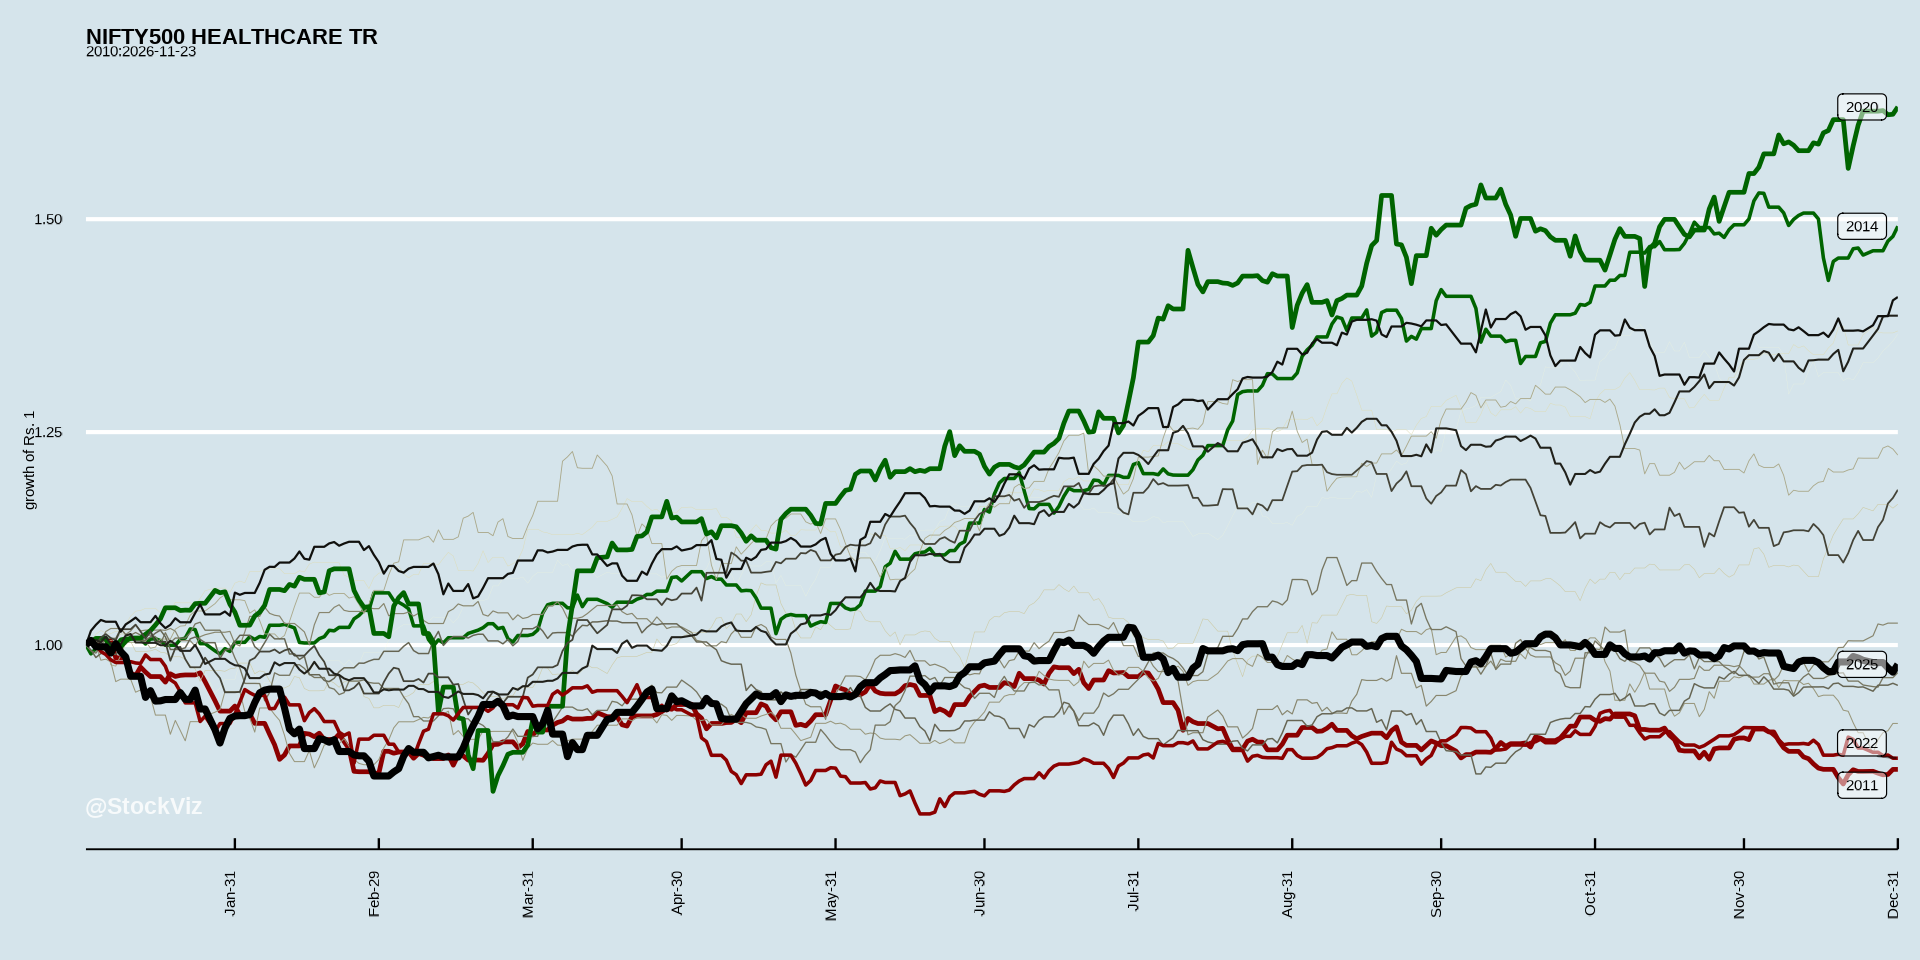 NIFTY500 HEALTHCARE TR
2010:2026-11-23
2020
1.50
2014
growth of Rs. 1
1.25
1.00
2025
2022
2011
@StockViz
Jan-31
Feb-29
Mar-31
Apr-30
May-31
Jun-30
Jul-31
Aug-31
Sep-30
Oct-31
Nov-30
Dec-31